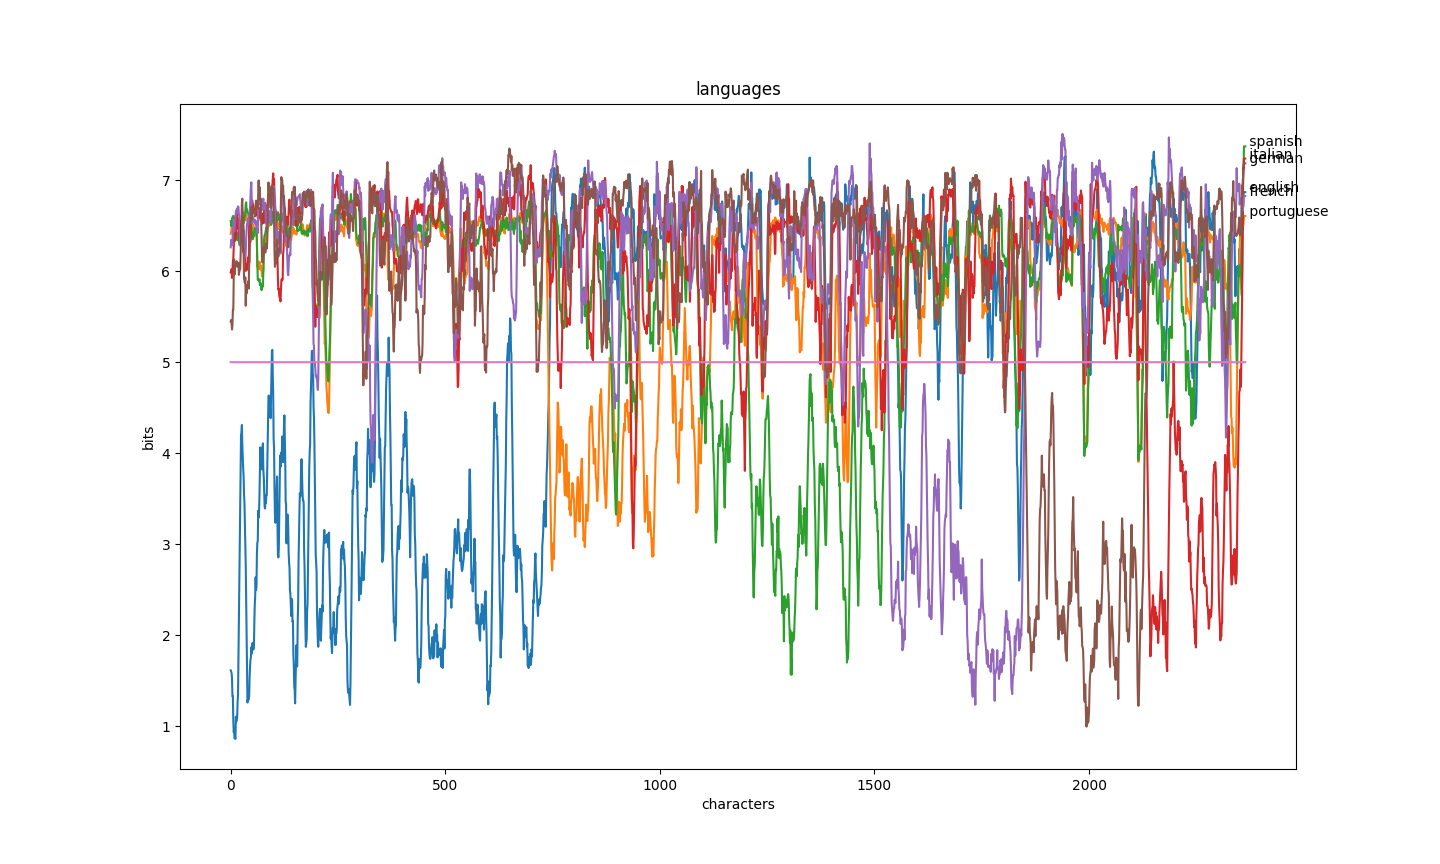 languages
bits
7
6
5
4
3
2
1
0
500
1000
1500
2000
characters
spanish
italian
german
english
french
portuguese